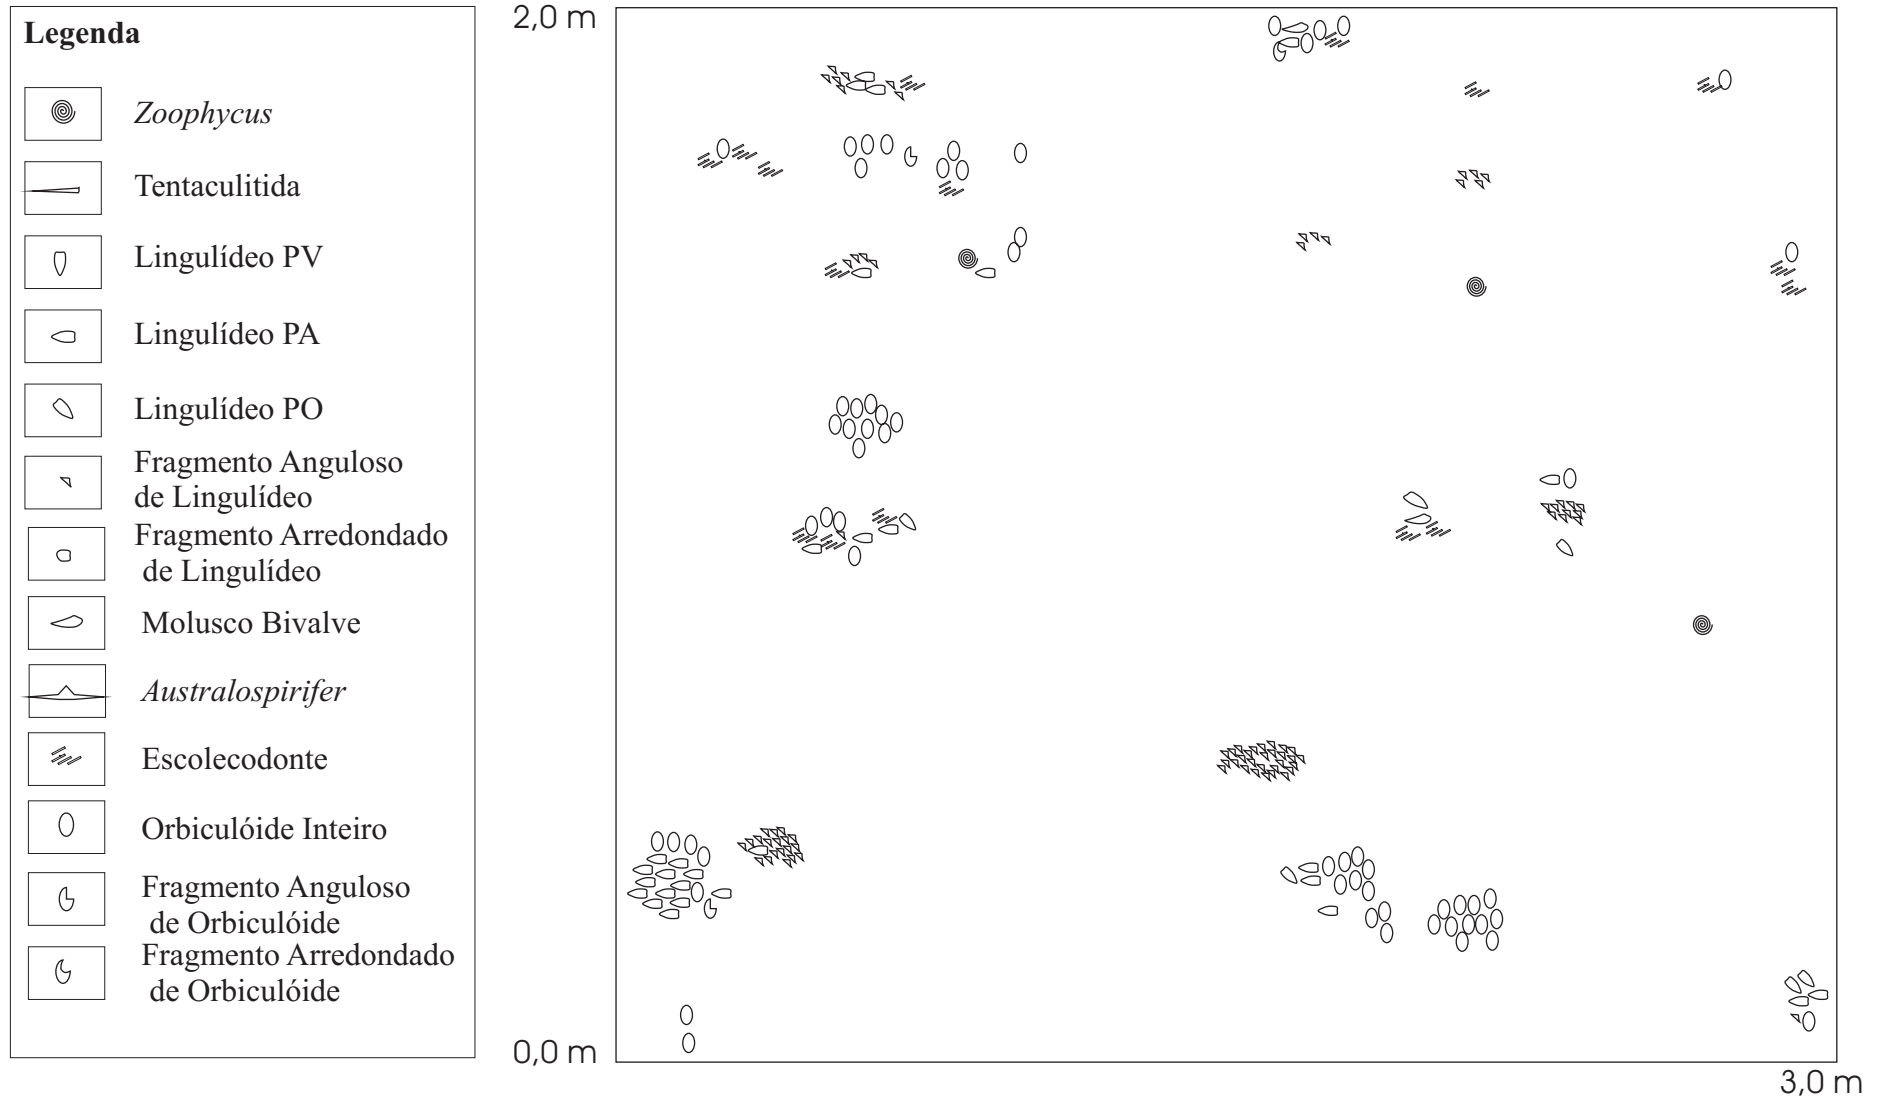 Legenda
Zoophycus
Tentaculitida
Lingulídeo PV
Lingulídeo PA
Lingulídeo PO
Fragmento Anguloso
de Lingulídeo
Fragmento Arredondado
de Lingulídeo
Molusco Bivalve
Australospirifer
Escolecodonte
Orbiculóide Inteiro
Fragmento Anguloso
de Orbiculóide
Fragmento Arredondado
de Orbiculóide
2,0 m
0,0 m
3,0 m